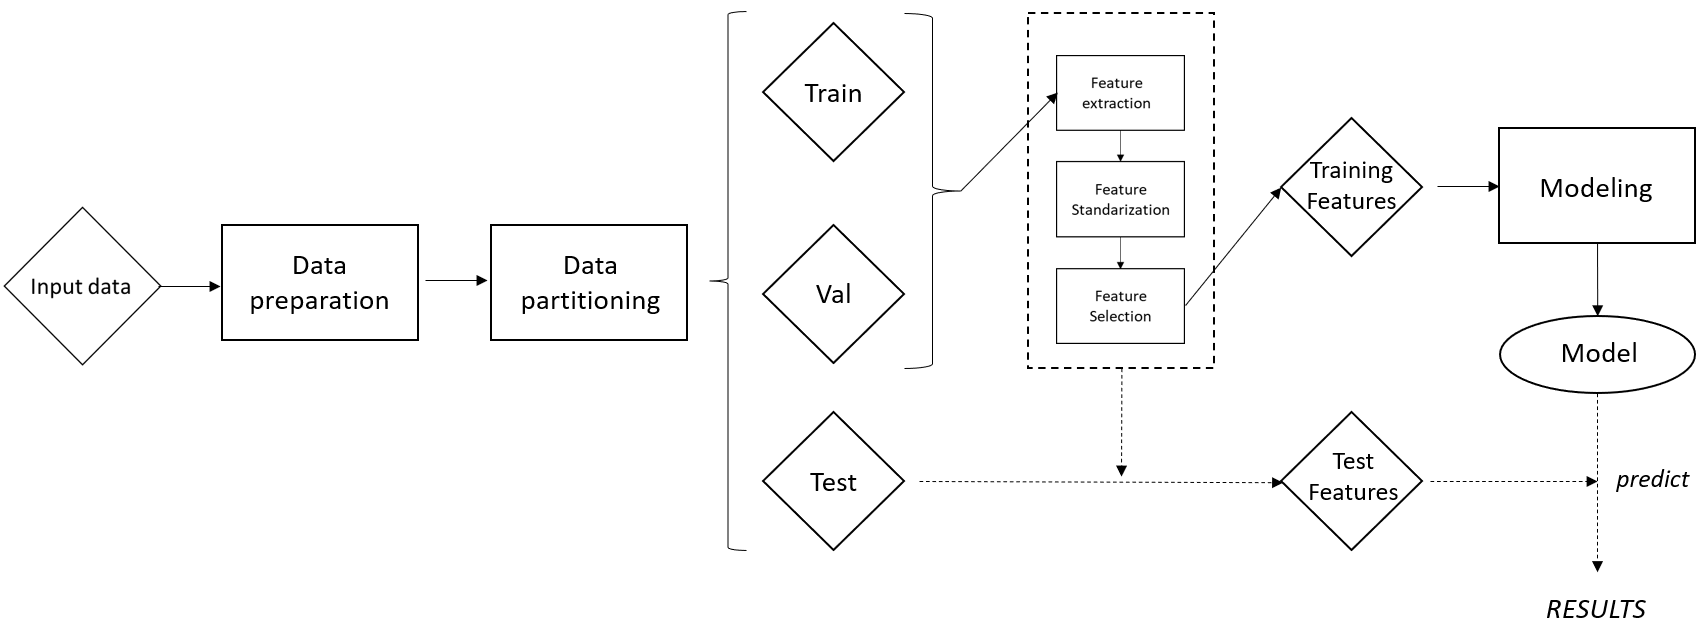 Input data
Data
preparation
Data
partitioning
Train
Val
Test
Feature
extraction
Feature
Standarization
Feature
Selection
Training
Features
Test
Features
Modeling
Model
predict
RESULTS